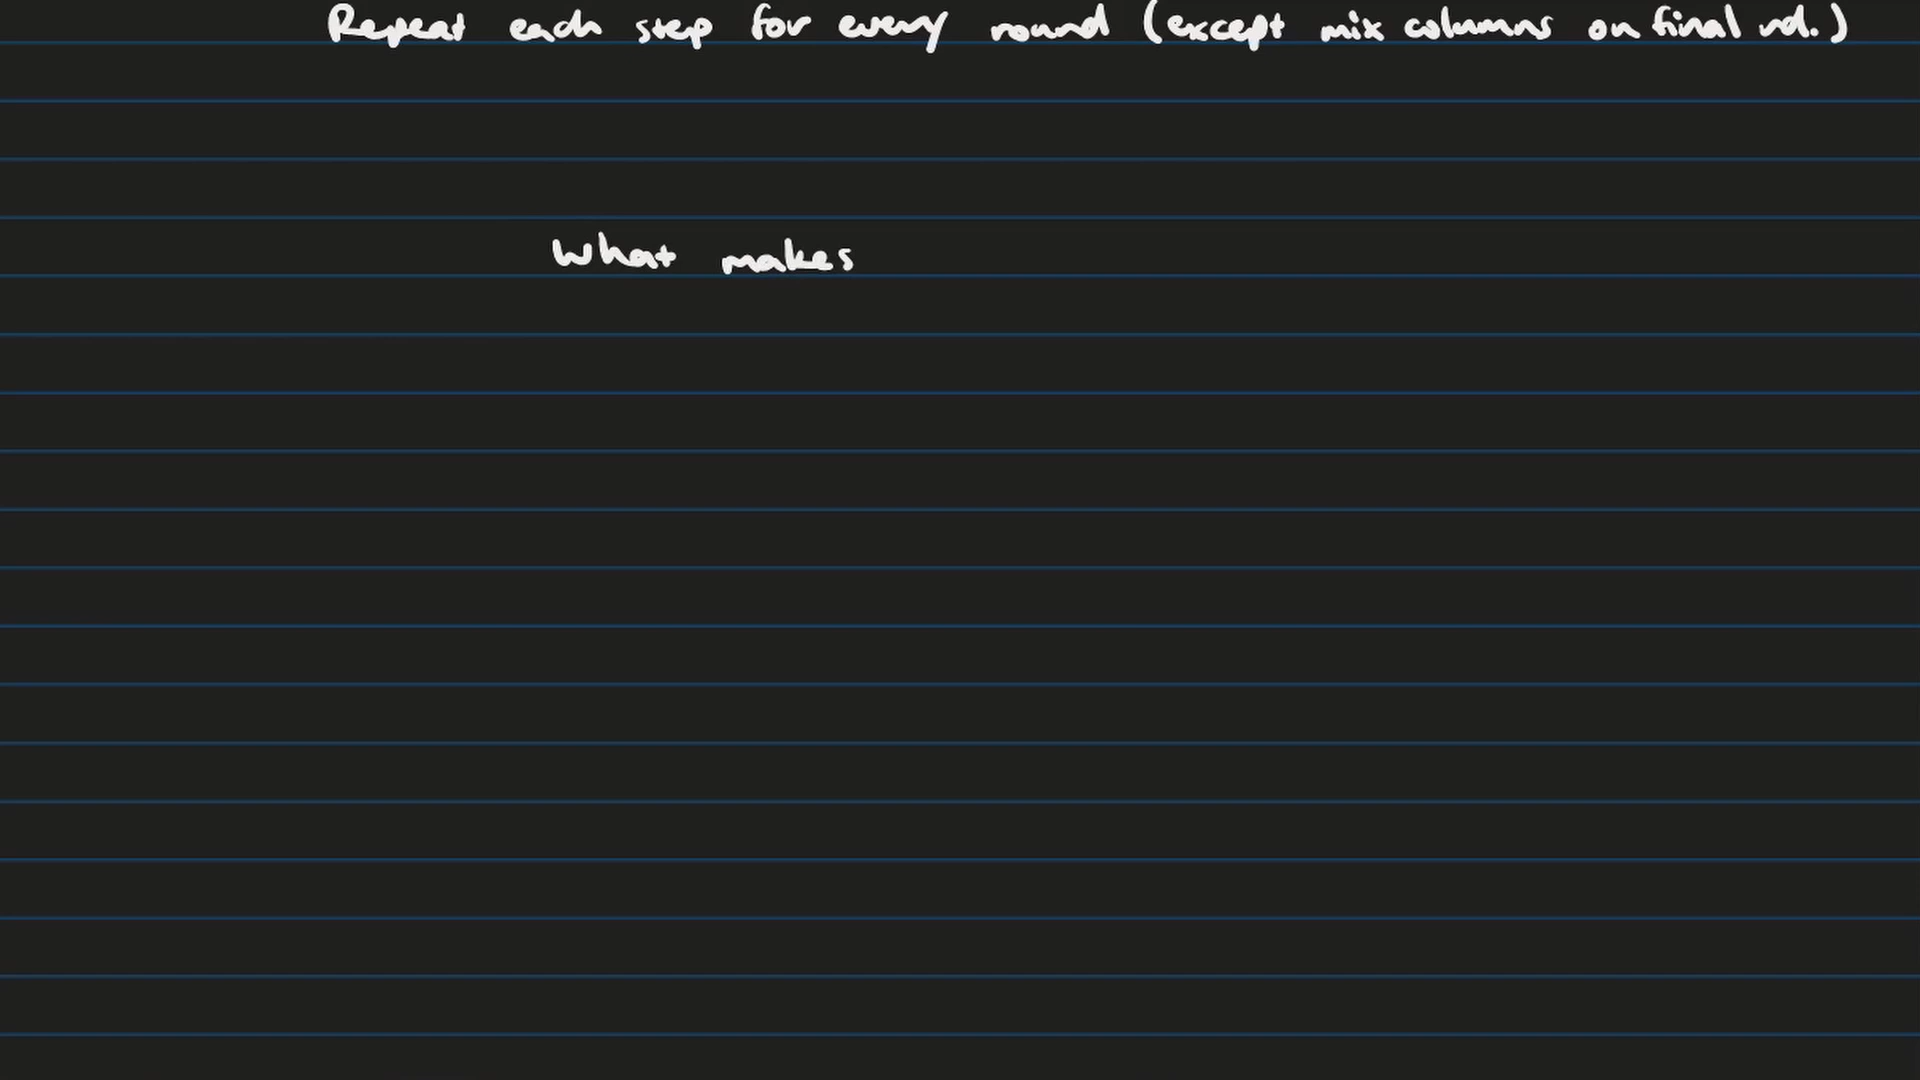 Repeat each step for every round (except mix columns on final rd.)
What makes